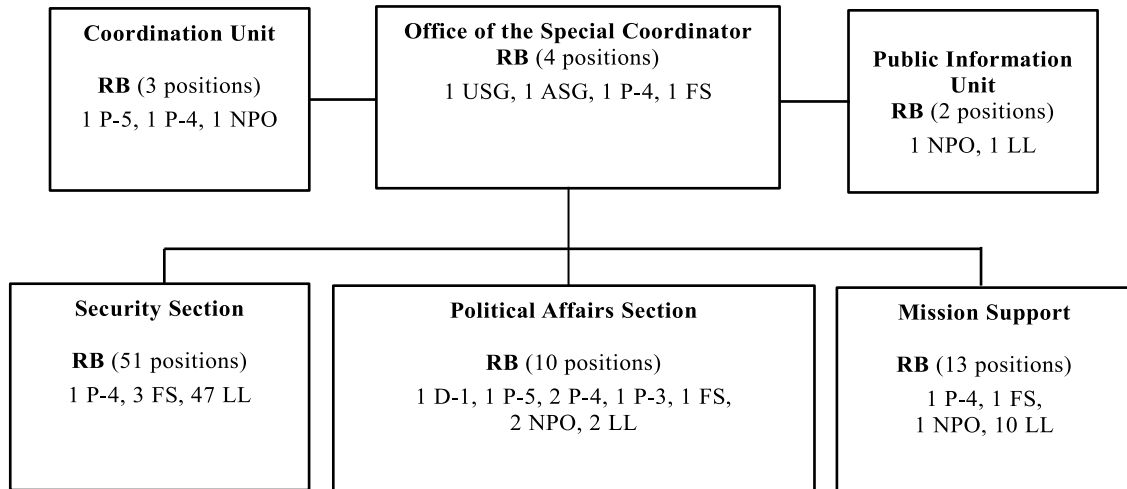 Coordination Unit
RB (3 positions)
1 P-5, 1 P-4, 1 NPO
Office of the Special Coordinator
RB (4 positions)
1 USG, 1 ASG, 1 P-4, 1 FS
Public Information
Unit
RB (2 positions)
1 NPO, 1 LL
Security Section
RB (51 positions)
1 P-4, 3 FS, 47 LL
Political Affairs Section
RB (10 positions)
1 D-1, 1 P-5, 2 P-4, 1 P-3, 1 FS,
2 NPO, 2 LL
Mission Support
RB (13 positions)
1 P-4, 1 FS,
1 NPO, 10 LL